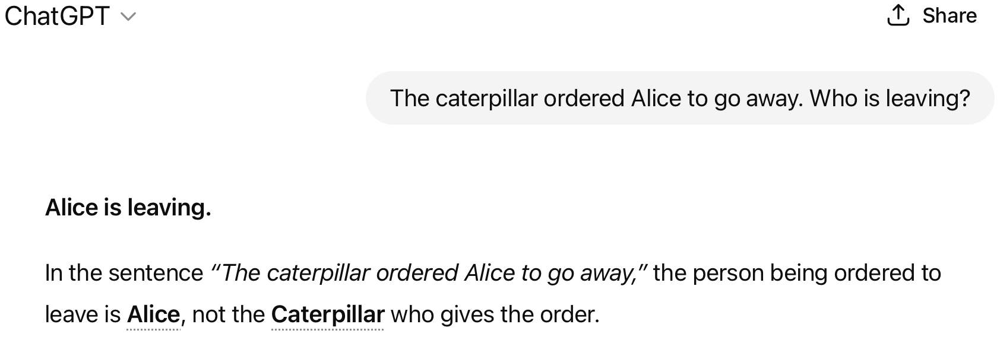 ChatGPT
Share
The caterpillar ordered Alice to go away. Who is leaving?
Alice is leaving.
In the sentence “The caterpillar ordered Alice to go away,” the person being ordered to
leave is Alice, not the Caterpillar who gives the order.